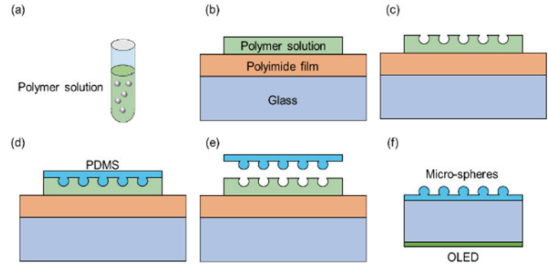 (a)
Polymer solution
(b)
Polymer solution
Polyimide film
Glass
(c)
(d)
PDMS
(e)
(f)
Micro-spheres
OLED